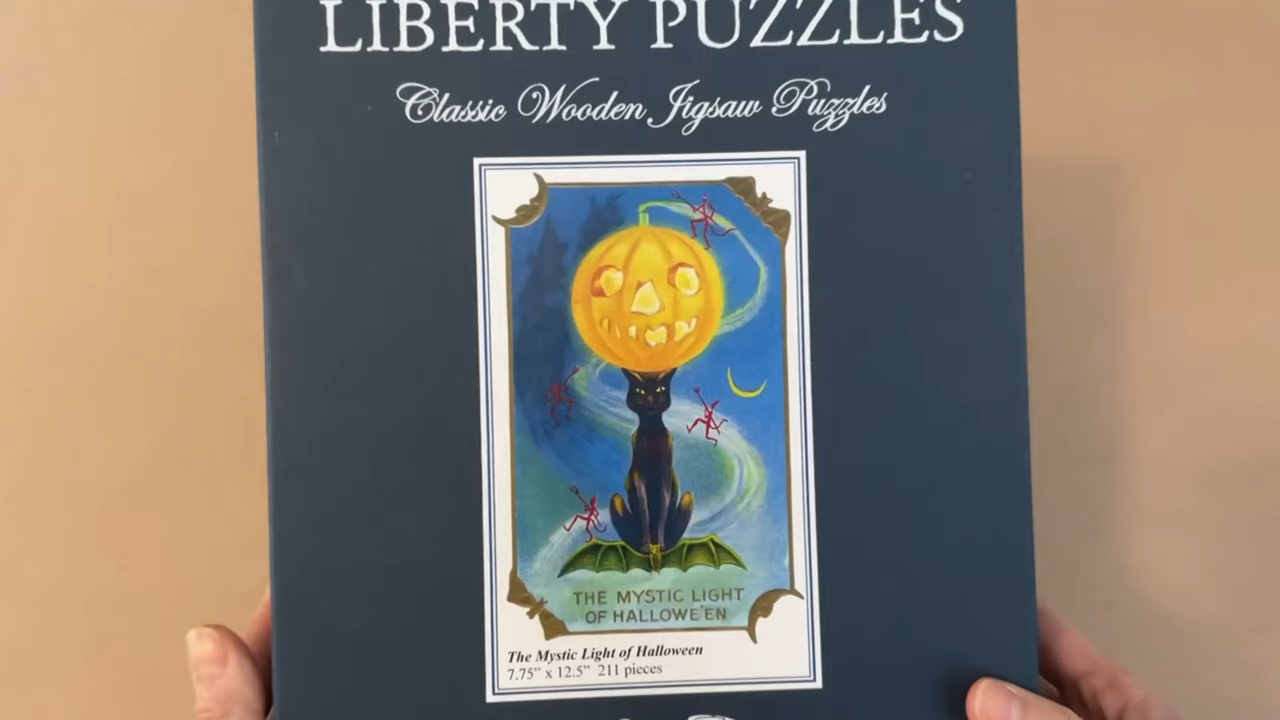 LIBERTY PUZZLES
Classic Wooden Jigsaw Puzzles
THE MYSTIC LIGHT
OF HALLOWE'EN
The Mystic Light of Halloween
7.75” x 12.5” 211 pieces